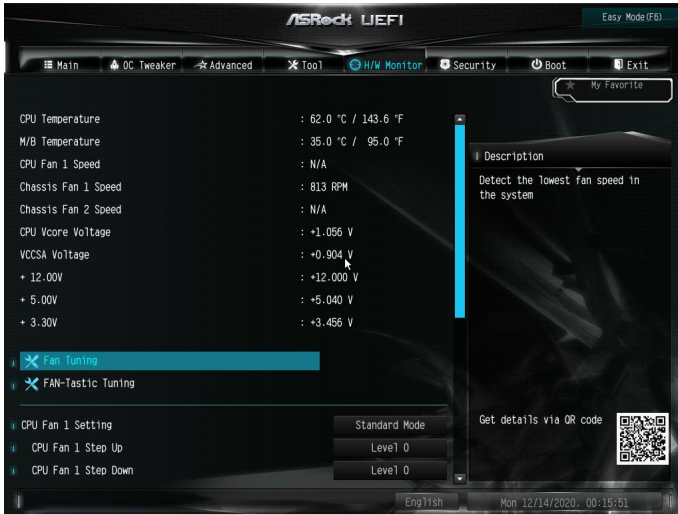 ASRock UEFI
Easy Mode(F6)
Main OC Tweaker Advanced Tool H/W Monitor Security Boot Exit
My Favorite
CPU Temperature : 62.0 °C / 143.6 °F
M/B Temperature : 35.0 °C / 95.0 °F
CPU Fan 1 Speed : N/A
Chassis Fan 1 Speed : 813 RPM
Chassis Fan 2 Speed : N/A
CPU Vcore Voltage : +1.056 V
VCCSA Voltage : +0.904 V
+ 12.00V : +12.000 V
+ 5.00V : +5.040 V
+ 3.30V : +3.456 V
Fan Tuning
FAN-Tastic Tuning
CPU Fan 1 Setting Standard Mode
CPU Fan 1 Step Up Level 0
CPU Fan 1 Step Down Level 0
Description
Detect the lowest fan speed in
the system
Get details via QR code
English
Mon 12/14/2020. 00:15:51